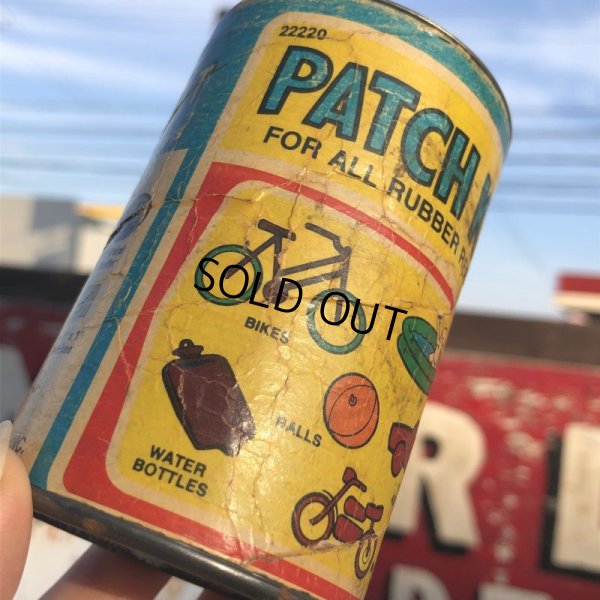 22220
PATCH
FOR ALL RUBBER
BIKES
SOLD OUT
BALLS
WATER
BOTTLES